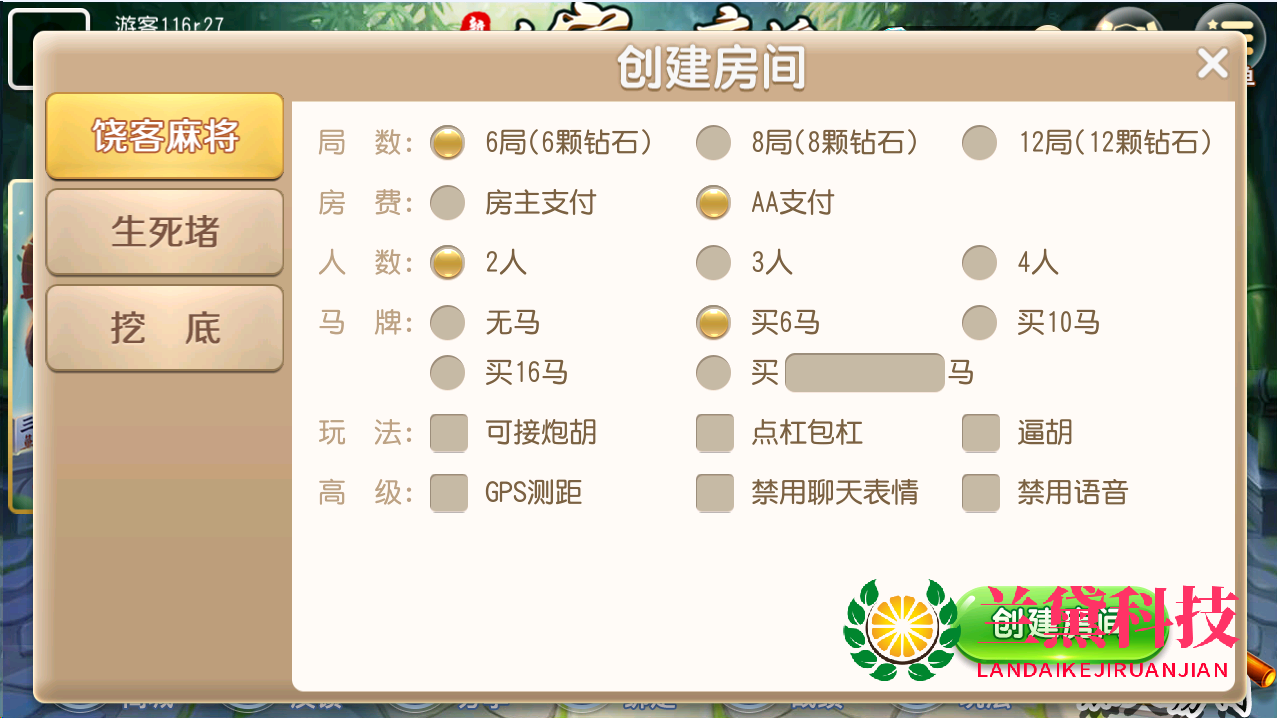 游客116r27
创建房间
饶客麻将
生死堵
挖 底
局 数: 6局(6颗钻石) 8局(8颗钻石) 12局(12颗钻石)
房 费: 房主支付 AA支付
人 数: 2人 3人 4人
马 牌: 无马 买6马 买10马
买16马 买 马
玩 法: 可接炮胡 点杠包杠 逼胡
高 级: GPS测距 禁用聊天表情 禁用语音
创建房间
兰黛科技
LANDAIKEJIRUANJIAN